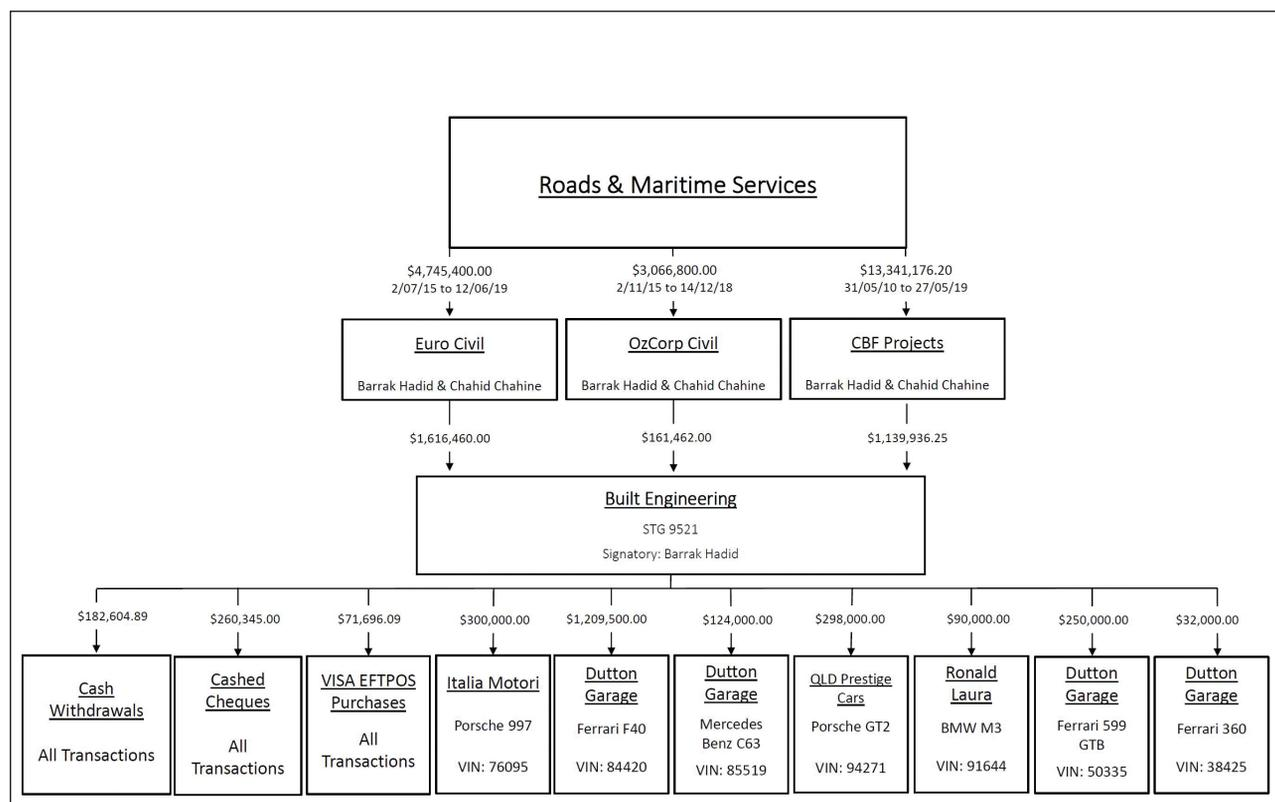 Roads & Maritime Services
$4,745,400.00
2/07/15 to 12/06/19
$3,066,800.00
2/11/15 to 14/12/18
$13,341,176.20
31/05/10 to 27/05/19
Euro Civil
Barrak Hadid & Chahid Chahine
OzCorp Civil
Barrak Hadid & Chahid Chahine
CBF Projects
Barrak Hadid & Chahid Chahine
$1,616,460.00
$161,462.00
$1,139,936.25
Built Engineering
STG 9521
Signatory: Barrak Hadid
$182,604.89
$260,345.00
$71,696.09
$300,000.00
$1,209,500.00
$124,000.00
$298,000.00
$90,000.00
$250,000.00
$32,000.00
Cash
Withdrawals
All Transactions
Cashed
Cheques
All
Transactions
VISA EFTPOS
Purchases
All
Transactions
Italia Motori
Porsche 997
VIN: 76095
Dutton
Garage
Ferrari F40
VIN: 84420
Dutton
Garage
Mercedes
Benz C63
VIN: 85519
QLD Prestige
Cars
Porsche GT2
VIN: 94271
Ronald
Laura
BMW M3
VIN: 91644
Dutton
Garage
Ferrari 599
GTB
VIN: 50335
Dutton
Garage
Ferrari 360
VIN: 38425